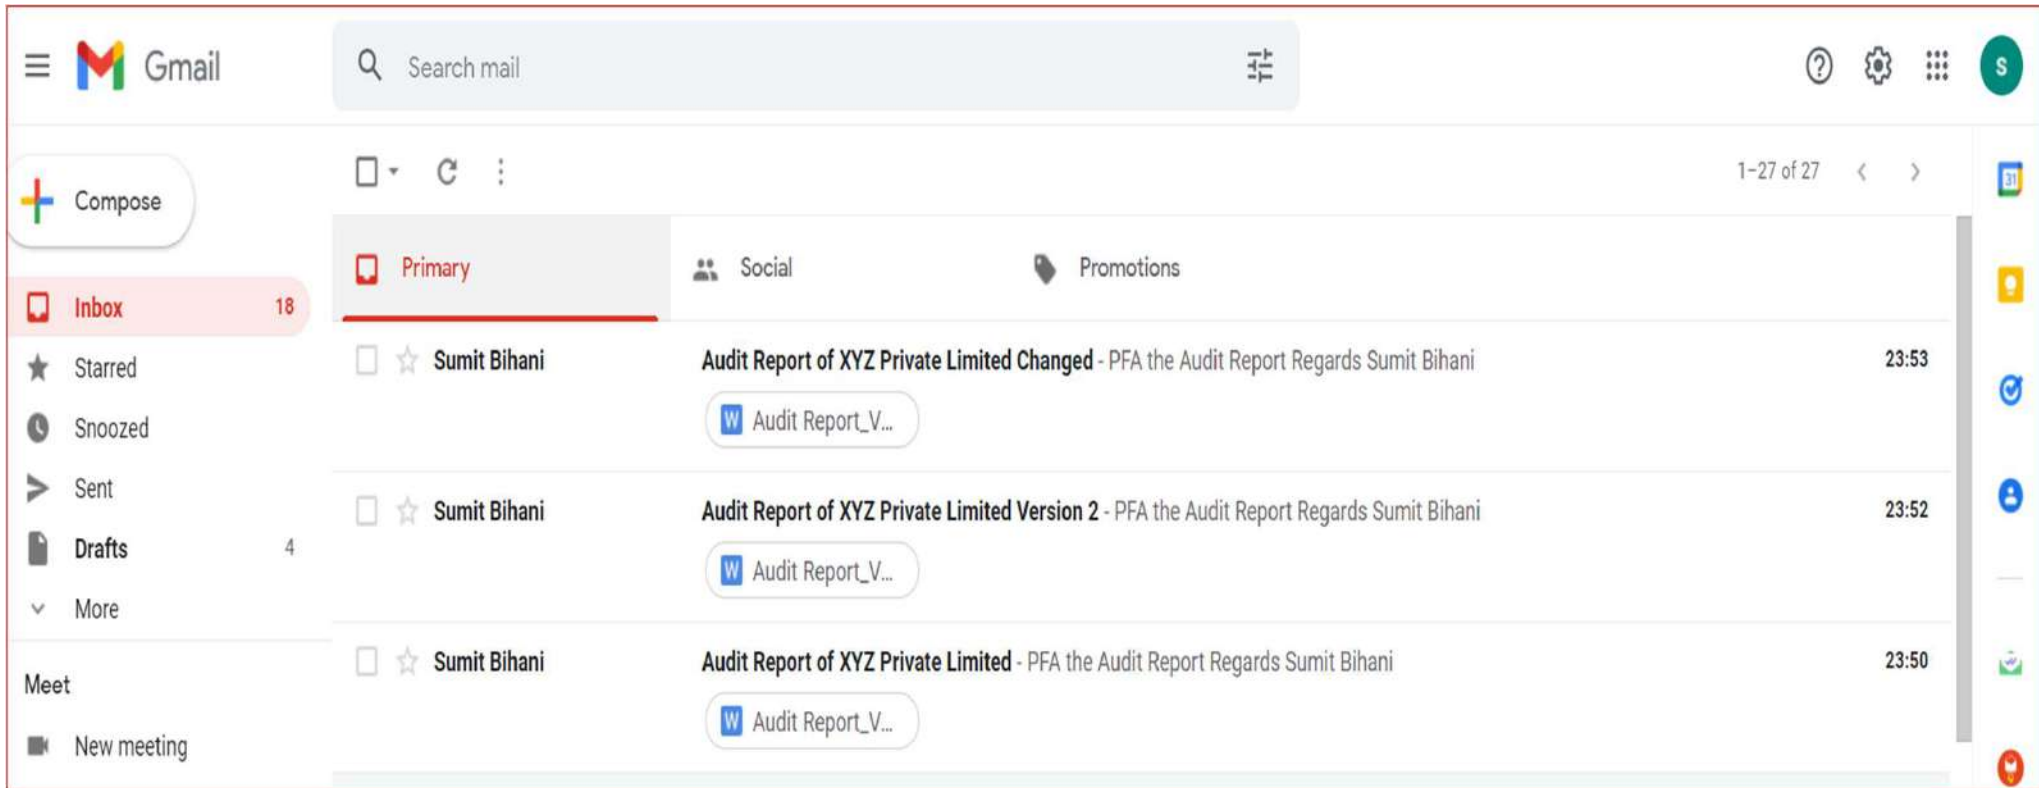 Gmail
Search mail
S
Compose
1–27 of 27
31
Primary
Social
Promotions
Inbox 18
Starred
Snoozed
Sent
Drafts 4
More
Meet
New meeting
Sumit Bihani Audit Report of XYZ Private Limited Changed - PFA the Audit Report Regards Sumit Bihani 23:53
W Audit Report_V...
Sumit Bihani Audit Report of XYZ Private Limited Version 2 - PFA the Audit Report Regards Sumit Bihani 23:52
W Audit Report_V...
Sumit Bihani Audit Report of XYZ Private Limited - PFA the Audit Report Regards Sumit Bihani 23:50
W Audit Report_V...